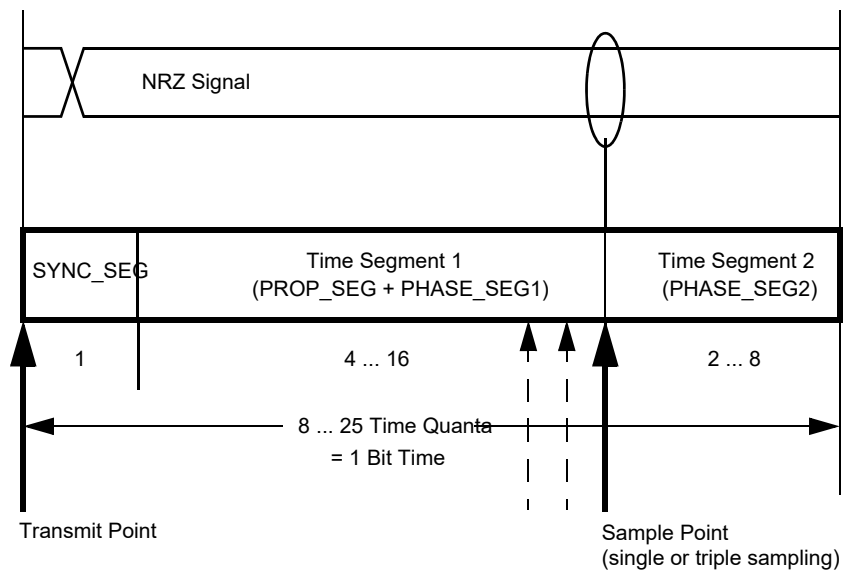 NRZ Signal
SYNC_SEG
Time Segment 1
(PROP_SEG + PHASE_SEG1)
Time Segment 2
(PHASE_SEG2)
1
4 ... 16
2 ... 8
8 ... 25 Time Quanta
= 1 Bit Time
Transmit Point
Sample Point
(single or triple sampling)